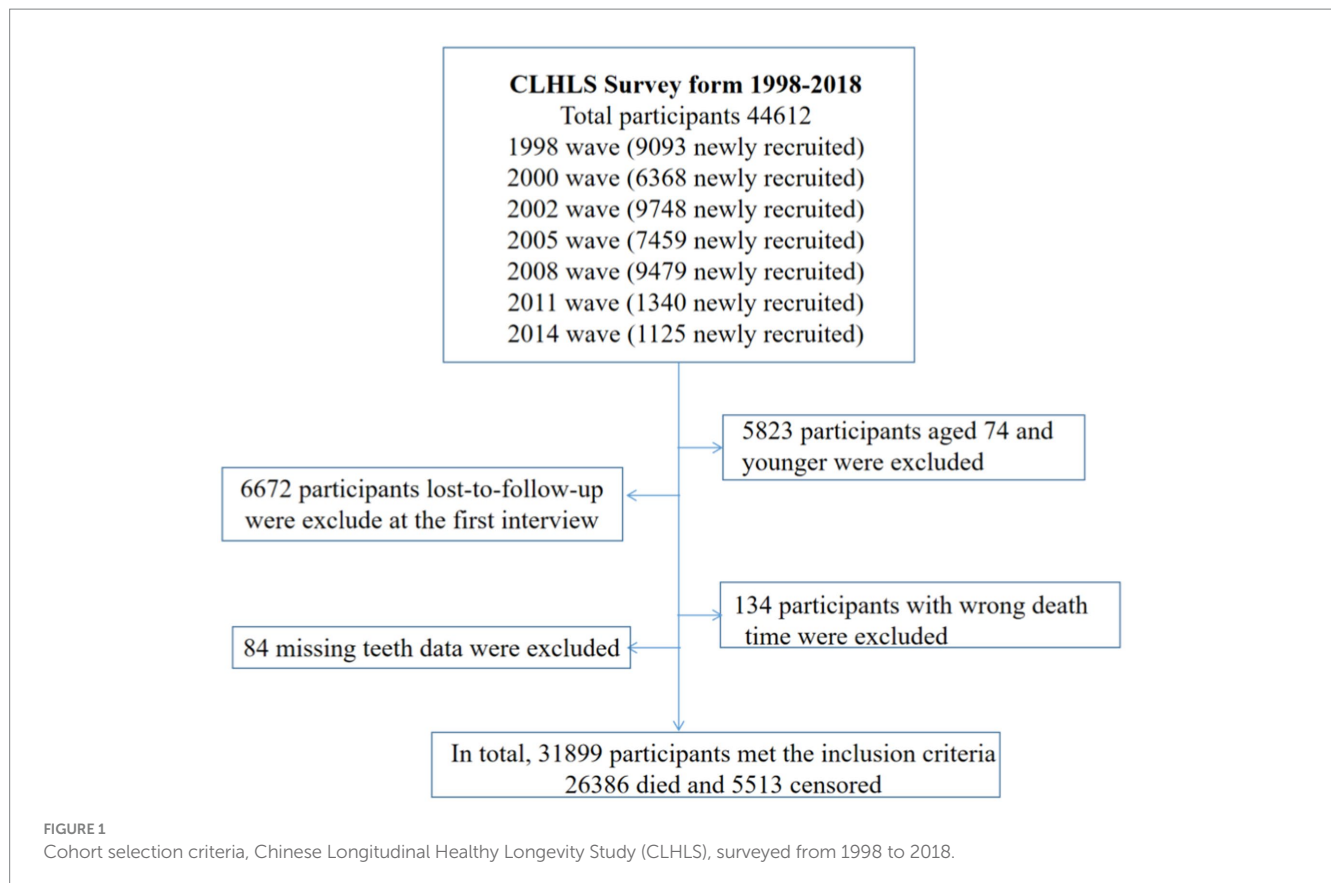 CLHLS Survey form 1998-2018
Total participants 44612
1998 wave (9093 newly recruited)
2000 wave (6368 newly recruited)
2002 wave (9748 newly recruited)
2005 wave (7459 newly recruited)
2008 wave (9479 newly recruited)
2011 wave (1340 newly recruited)
2014 wave (1125 newly recruited)
5823 participants aged 74 and
younger were excluded
6672 participants lost-to-follow-up
were exclude at the first interview
134 participants with wrong death
time were excluded
84 missing teeth data were excluded
In total, 31899 participants met the inclusion criteria
26386 died and 5513 censored
FIGURE 1
Cohort selection criteria, Chinese Longitudinal Healthy Longevity Study (CLHLS), surveyed from 1998 to 2018.